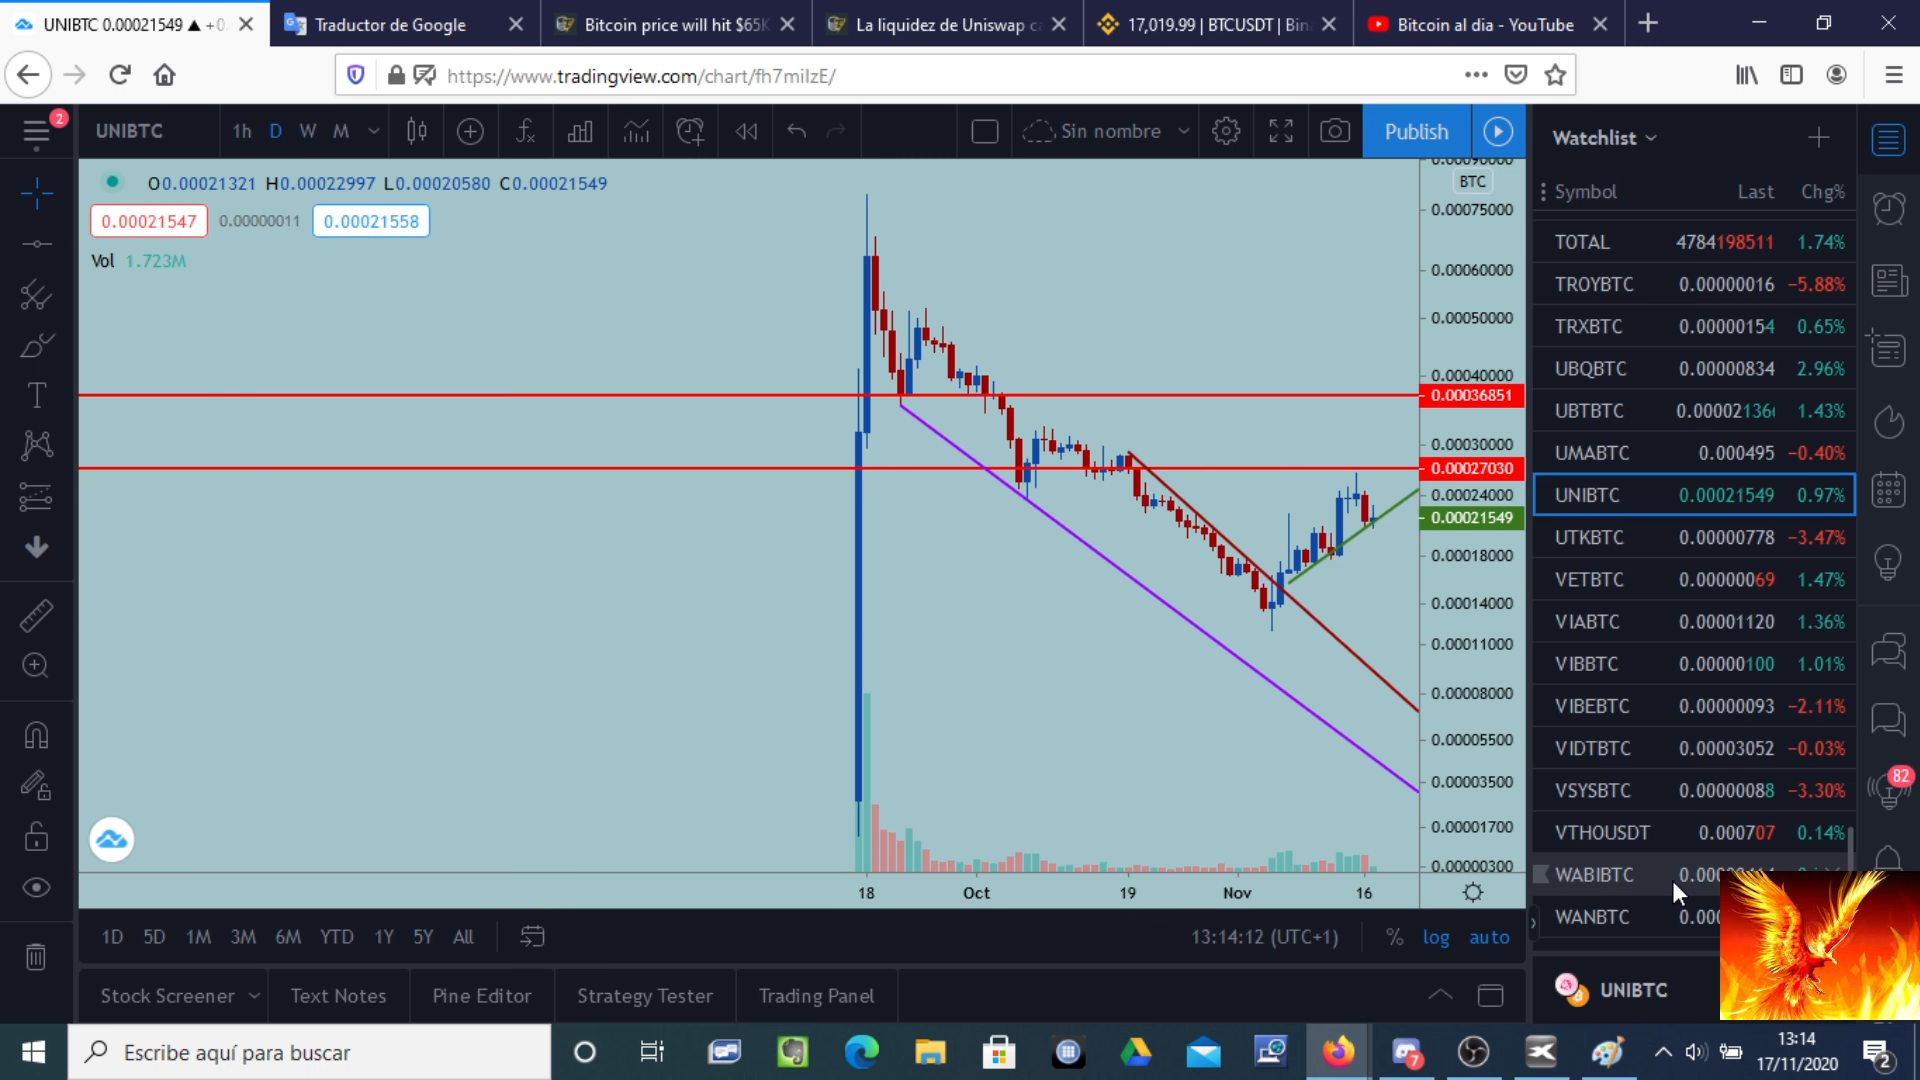 UNIBTC 0.00021549 ▲ +0.
Traductor de Google
Bitcoin price will hit $65K
La liquidez de Uniswap ca
17,019.99 | BTCUSDT | Bin
Bitcoin al dia - YouTube
https://www.tradingview.com/chart/fh7miIzE/
2
UNIBTC
1h D W M
Sin nombre
Publish
Watchlist
O0.00021321 H0.00022997 L0.00020580 C0.00021549
0.00021547 0.00000011 0.00021558
Vol 1.723M
BTC
0.00090000
0.00075000
0.00060000
0.00050000
0.00040000
0.00036851
0.00030000
0.00027030
0.00024000
0.00021549
0.00018000
0.00014000
0.00011000
0.00008000
0.00005500
0.00003500
0.00001700
0.00000300
18 Oct 19 Nov 16
Symbol Last Chg%
TOTAL 4784198511 1.74%
TROYBTC 0.00000016 −5.88%
TRXBTC 0.00000154 0.65%
UBQBTC 0.00000834 2.96%
UBTBTC 0.00002136 1.43%
UMABTC 0.000495 −0.40%
UNIBTC 0.00021549 0.97%
UTKBTC 0.00000778 −3.47%
VETBTC 0.00000069 1.47%
VIABTC 0.00001120 1.36%
VIBBTC 0.00000100 1.01%
VIBEBTC 0.00000093 −2.11%
VIDTBTC 0.00003052 −0.03%
VSYSBTC 0.00000088 −3.30%
VTHOUSDT 0.000707 0.14%
WABIBTC
WANBTC
82
UNIBTC
1D 5D 1M 3M 6M YTD 1Y 5Y All
13:14:12 (UTC+1) % log auto
Stock Screener Text Notes Pine Editor Strategy Tester Trading Panel
Escribe aquí para buscar
7
13:14
17/11/2020
2